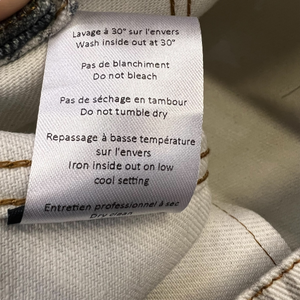 Lavage à 30° sur l'envers
Wash inside out at 30°
Pas de blanchiment
Do not bleach
Pas de séchage en tambour
Do not tumble dry
Repassage à basse température
sur l'envers
Iron inside out on low
cool setting
Entretien professionnel à sec
Dry clean